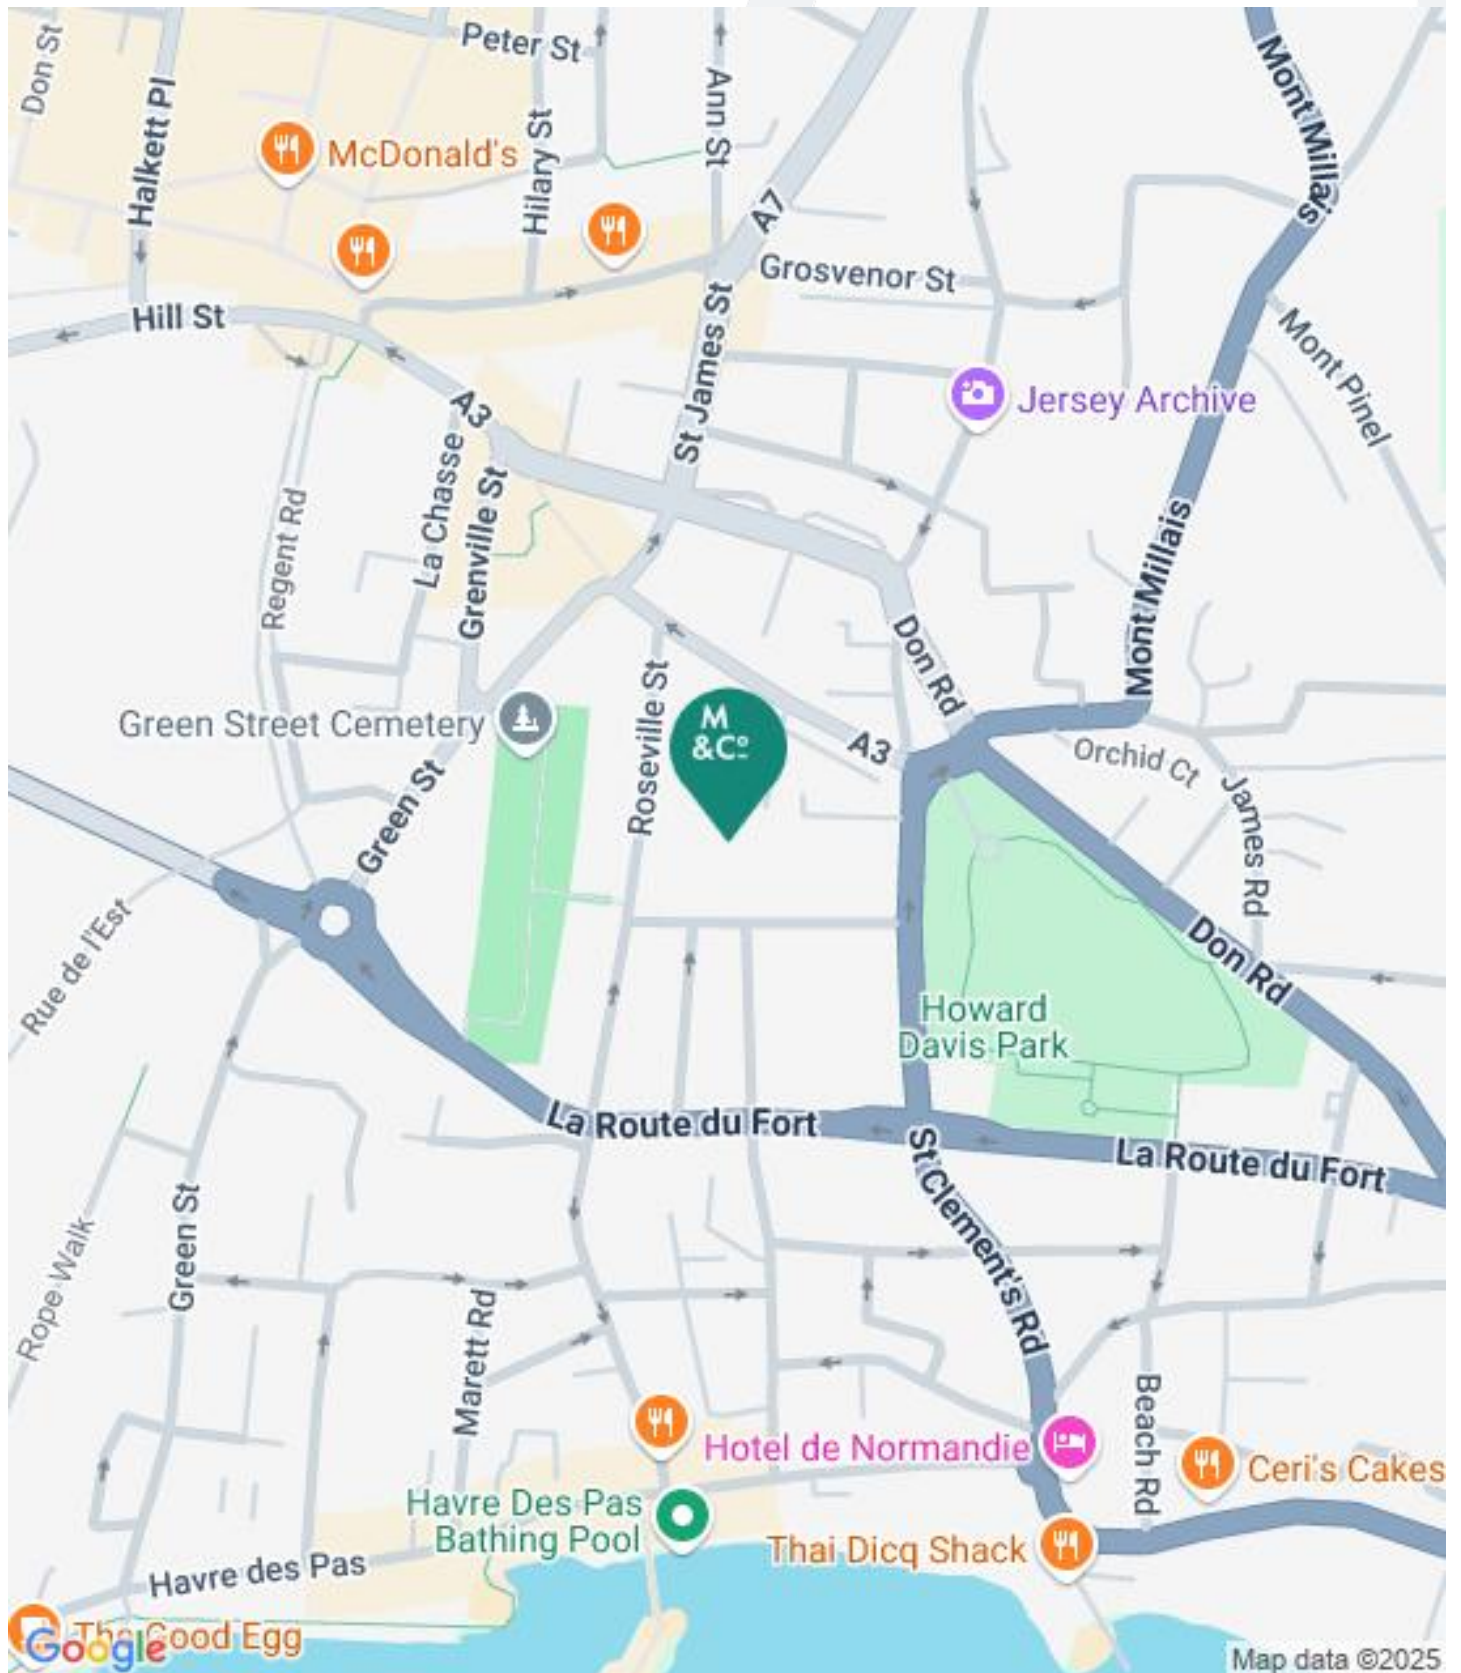 Peter St
Don St
Halkett Pl
Ann St
Mont Millais
McDonald's
Hilary St
A7
Grosvenor St
Hill St
St James St
Mont Pinel
A3
Jersey Archive
La Chasse
Grenville St
Regent Rd
Mont Millais
Don Rd
Green Street Cemetery
Roseville St
M
&Cº
A3
Orchid Ct
James Rd
Green St
Rue de l'Est
Don Rd
Howard
Davis Park
La Route du Fort
La Route du Fort
St Clement's Rd
Green St
Rope Walk
Marett Rd
Beach Rd
Hotel de Normandie
Ceri's Cakes
Havre Des Pas
Bathing Pool
Thai Dicq Shack
Havre des Pas
The Good Egg
Google
Map data ©2025